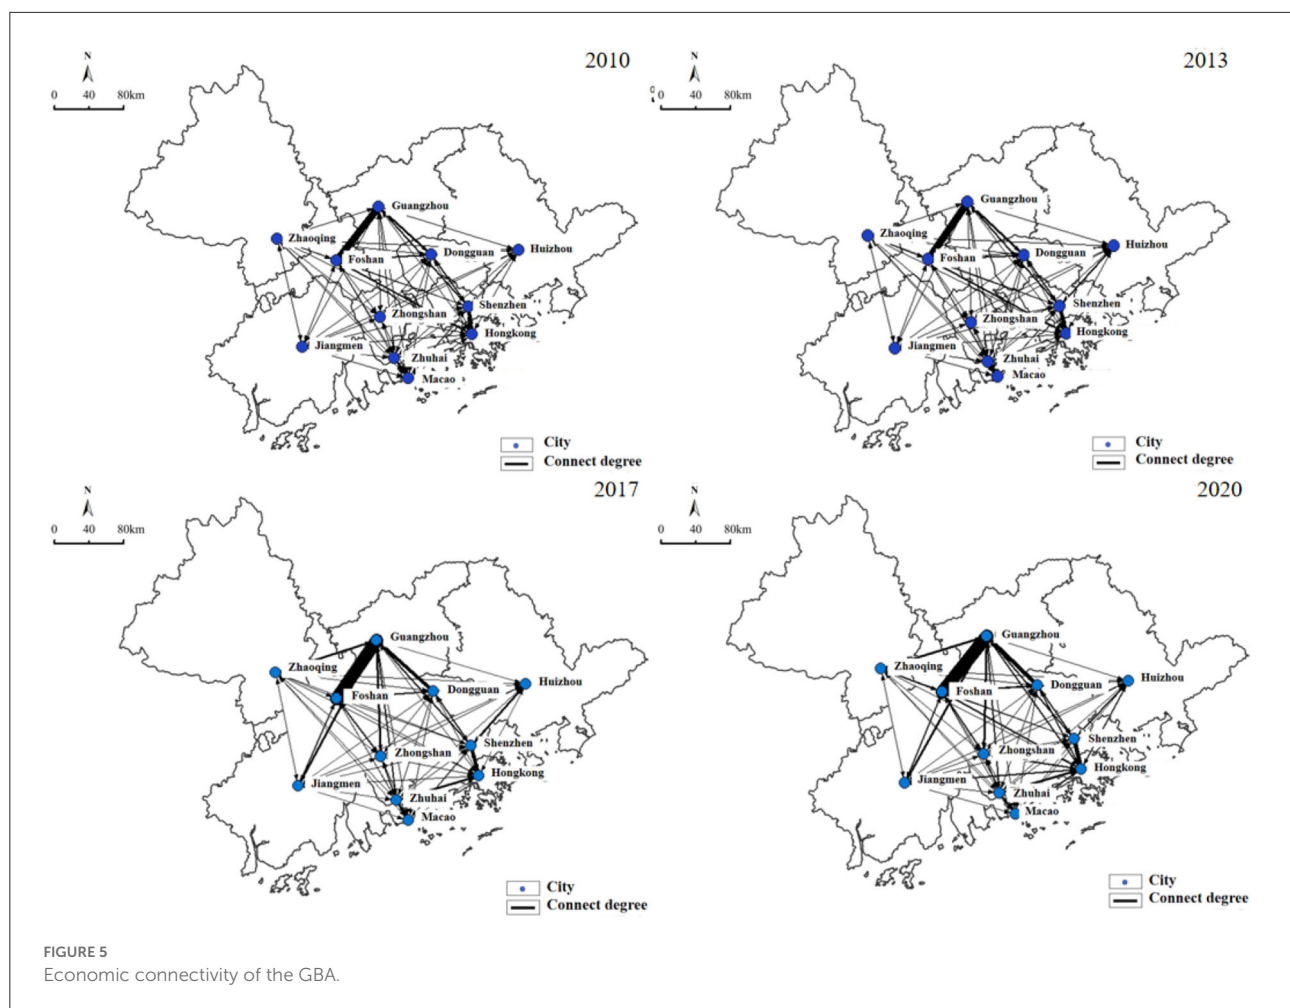 2010
N
0 40 80km
Guangzhou
Zhaoqing
Huizhou
Foshan
Dongguan
Shenzhen
Zhongshan
Hongkong
Jiangmen
Zhuhai
Macao
City
Connect degree
2013
N
0 40 80km
Guangzhou
Zhaoqing
Huizhou
Foshan
Dongguan
Shenzhen
Zhongshan
Hongkong
Jiangmen
Zhuhai
Macao
City
Connect degree
2017
N
0 40 80km
Guangzhou
Zhaoqing
Huizhou
Foshan
Dongguan
Shenzhen
Zhongshan
Hongkong
Jiangmen
Zhuhai
Macao
City
Connect degree
2020
N
0 40 80km
Guangzhou
Zhaoqing
Huizhou
Foshan
Dongguan
Shenzhen
Zhongshan
Hongkong
Jiangmen
Zhuhai
Macao
City
Connect degree
FIGURE 5
Economic connectivity of the GBA.